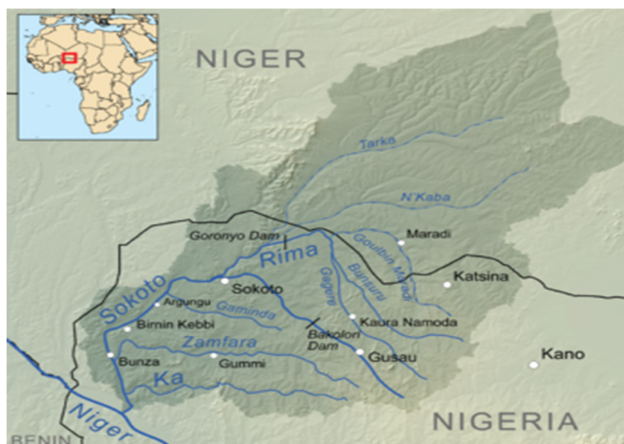 NIGER
Tarka
N'Kaba
Goronyo Dam
Rima
Goulbin Maradi
Maradi
Katsina
Sokoto
Sokoto
Argungu
Gaminda
Gagere
Bunsuru
Birnin Kebbi
Zamfara
Bakolori Dam
Kaura Namoda
Bunza
Gummi
Gusau
Kano
Ka
Niger
NIGERIA
BENIN